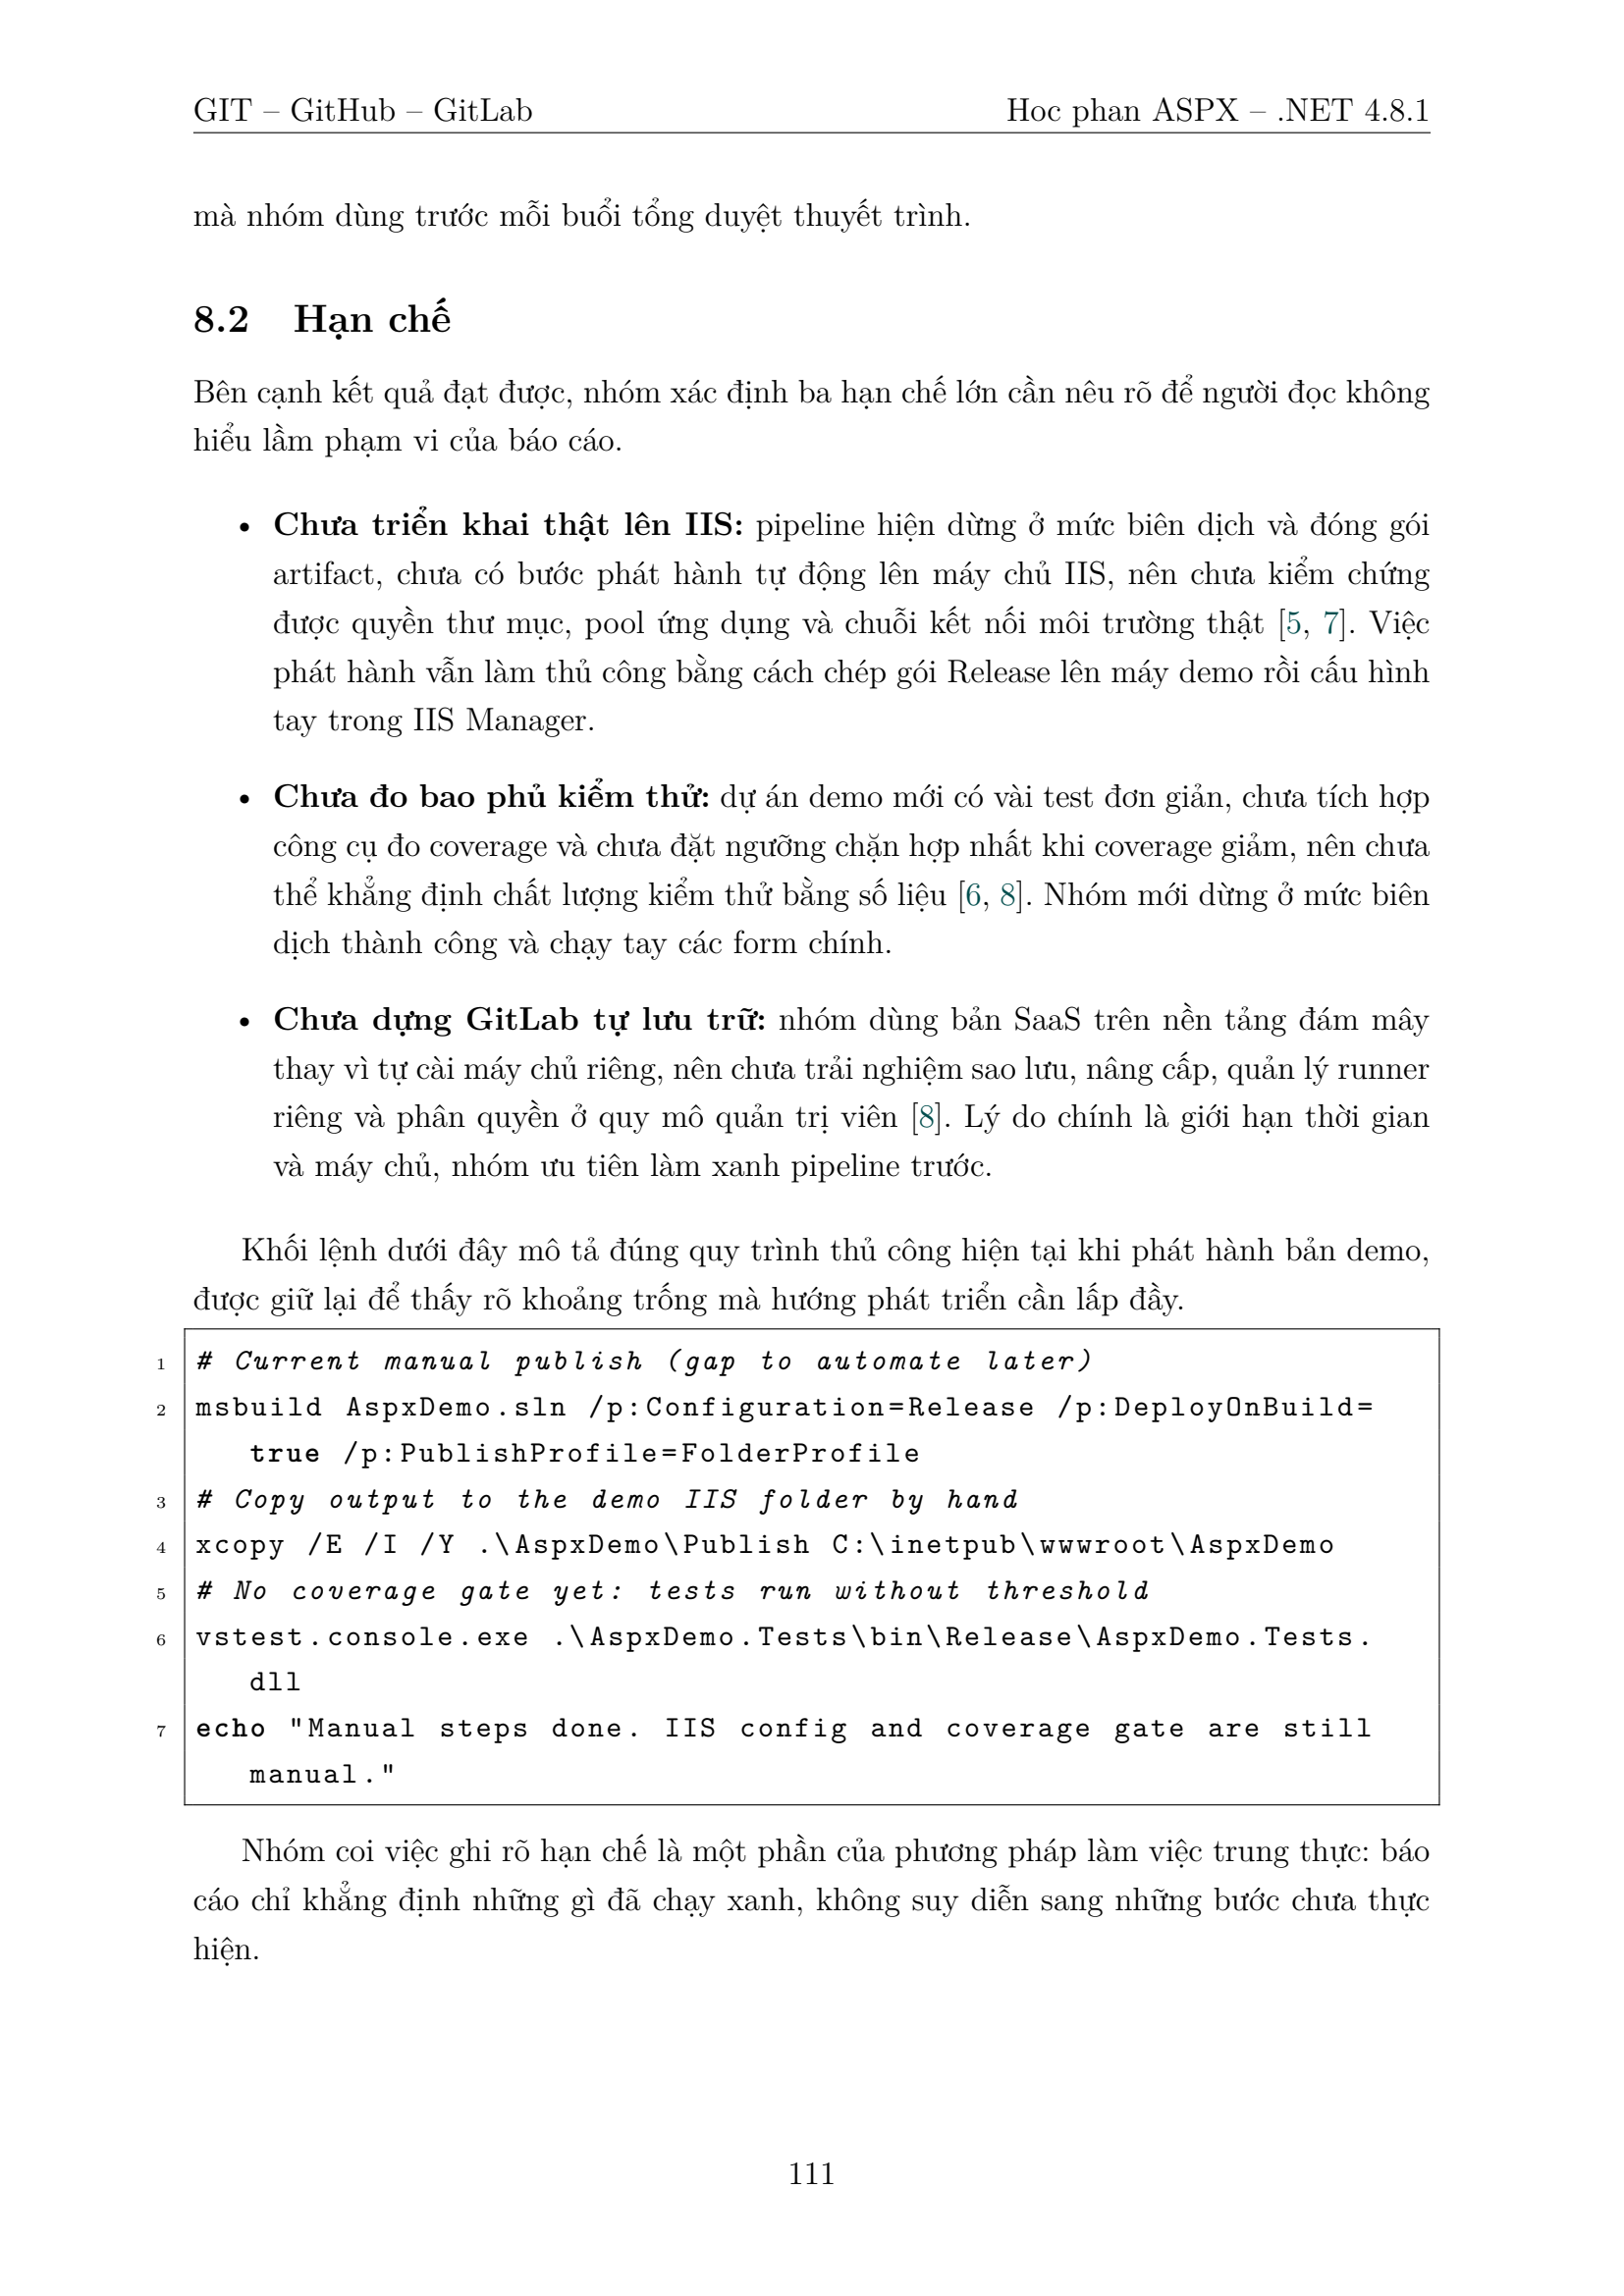 GIT – GitHub – GitLab Hoc phan ASPX – .NET 4.8.1
mà nhóm dùng trước mỗi buổi tổng duyệt thuyết trình.
8.2 Hạn chế
Bên cạnh kết quả đạt được, nhóm xác định ba hạn chế lớn cần nêu rõ để người đọc không
hiểu lầm phạm vi của báo cáo.
• Chưa triển khai thật lên IIS: pipeline hiện dừng ở mức biên dịch và đóng gói
artifact, chưa có bước phát hành tự động lên máy chủ IIS, nên chưa kiểm chứng
được quyền thư mục, pool ứng dụng và chuỗi kết nối môi trường thật [5, 7]. Việc
phát hành vẫn làm thủ công bằng cách chép gói Release lên máy demo rồi cấu hình
tay trong IIS Manager.
• Chưa đo bao phủ kiểm thử: dự án demo mới có vài test đơn giản, chưa tích hợp
công cụ đo coverage và chưa đặt ngưỡng chặn hợp nhất khi coverage giảm, nên chưa
thể khẳng định chất lượng kiểm thử bằng số liệu [6, 8]. Nhóm mới dừng ở mức biên
dịch thành công và chạy tay các form chính.
• Chưa dựng GitLab tự lưu trữ: nhóm dùng bản SaaS trên nền tảng đám mây
thay vì tự cài máy chủ riêng, nên chưa trải nghiệm sao lưu, nâng cấp, quản lý runner
riêng và phân quyền ở quy mô quản trị viên [8]. Lý do chính là giới hạn thời gian
và máy chủ, nhóm ưu tiên làm xanh pipeline trước.
Khối lệnh dưới đây mô tả đúng quy trình thủ công hiện tại khi phát hành bản demo,
được giữ lại để thấy rõ khoảng trống mà hướng phát triển cần lấp đầy.
1 # Current manual publish (gap to automate later)
2 msbuild AspxDemo.sln /p:Configuration=Release /p:DeployOnBuild=
true /p:PublishProfile=FolderProfile
3 # Copy output to the demo IIS folder by hand
4 xcopy /E /I /Y .\AspxDemo\Publish C:\inetpub\wwwroot\AspxDemo
5 # No coverage gate yet: tests run without threshold
6 vstest.console.exe .\AspxDemo.Tests\bin\Release\AspxDemo.Tests.
dll
7 echo "Manual steps done. IIS config and coverage gate are still
manual."
Nhóm coi việc ghi rõ hạn chế là một phần của phương pháp làm việc trung thực: báo
cáo chỉ khẳng định những gì đã chạy xanh, không suy diễn sang những bước chưa thực
hiện.
111